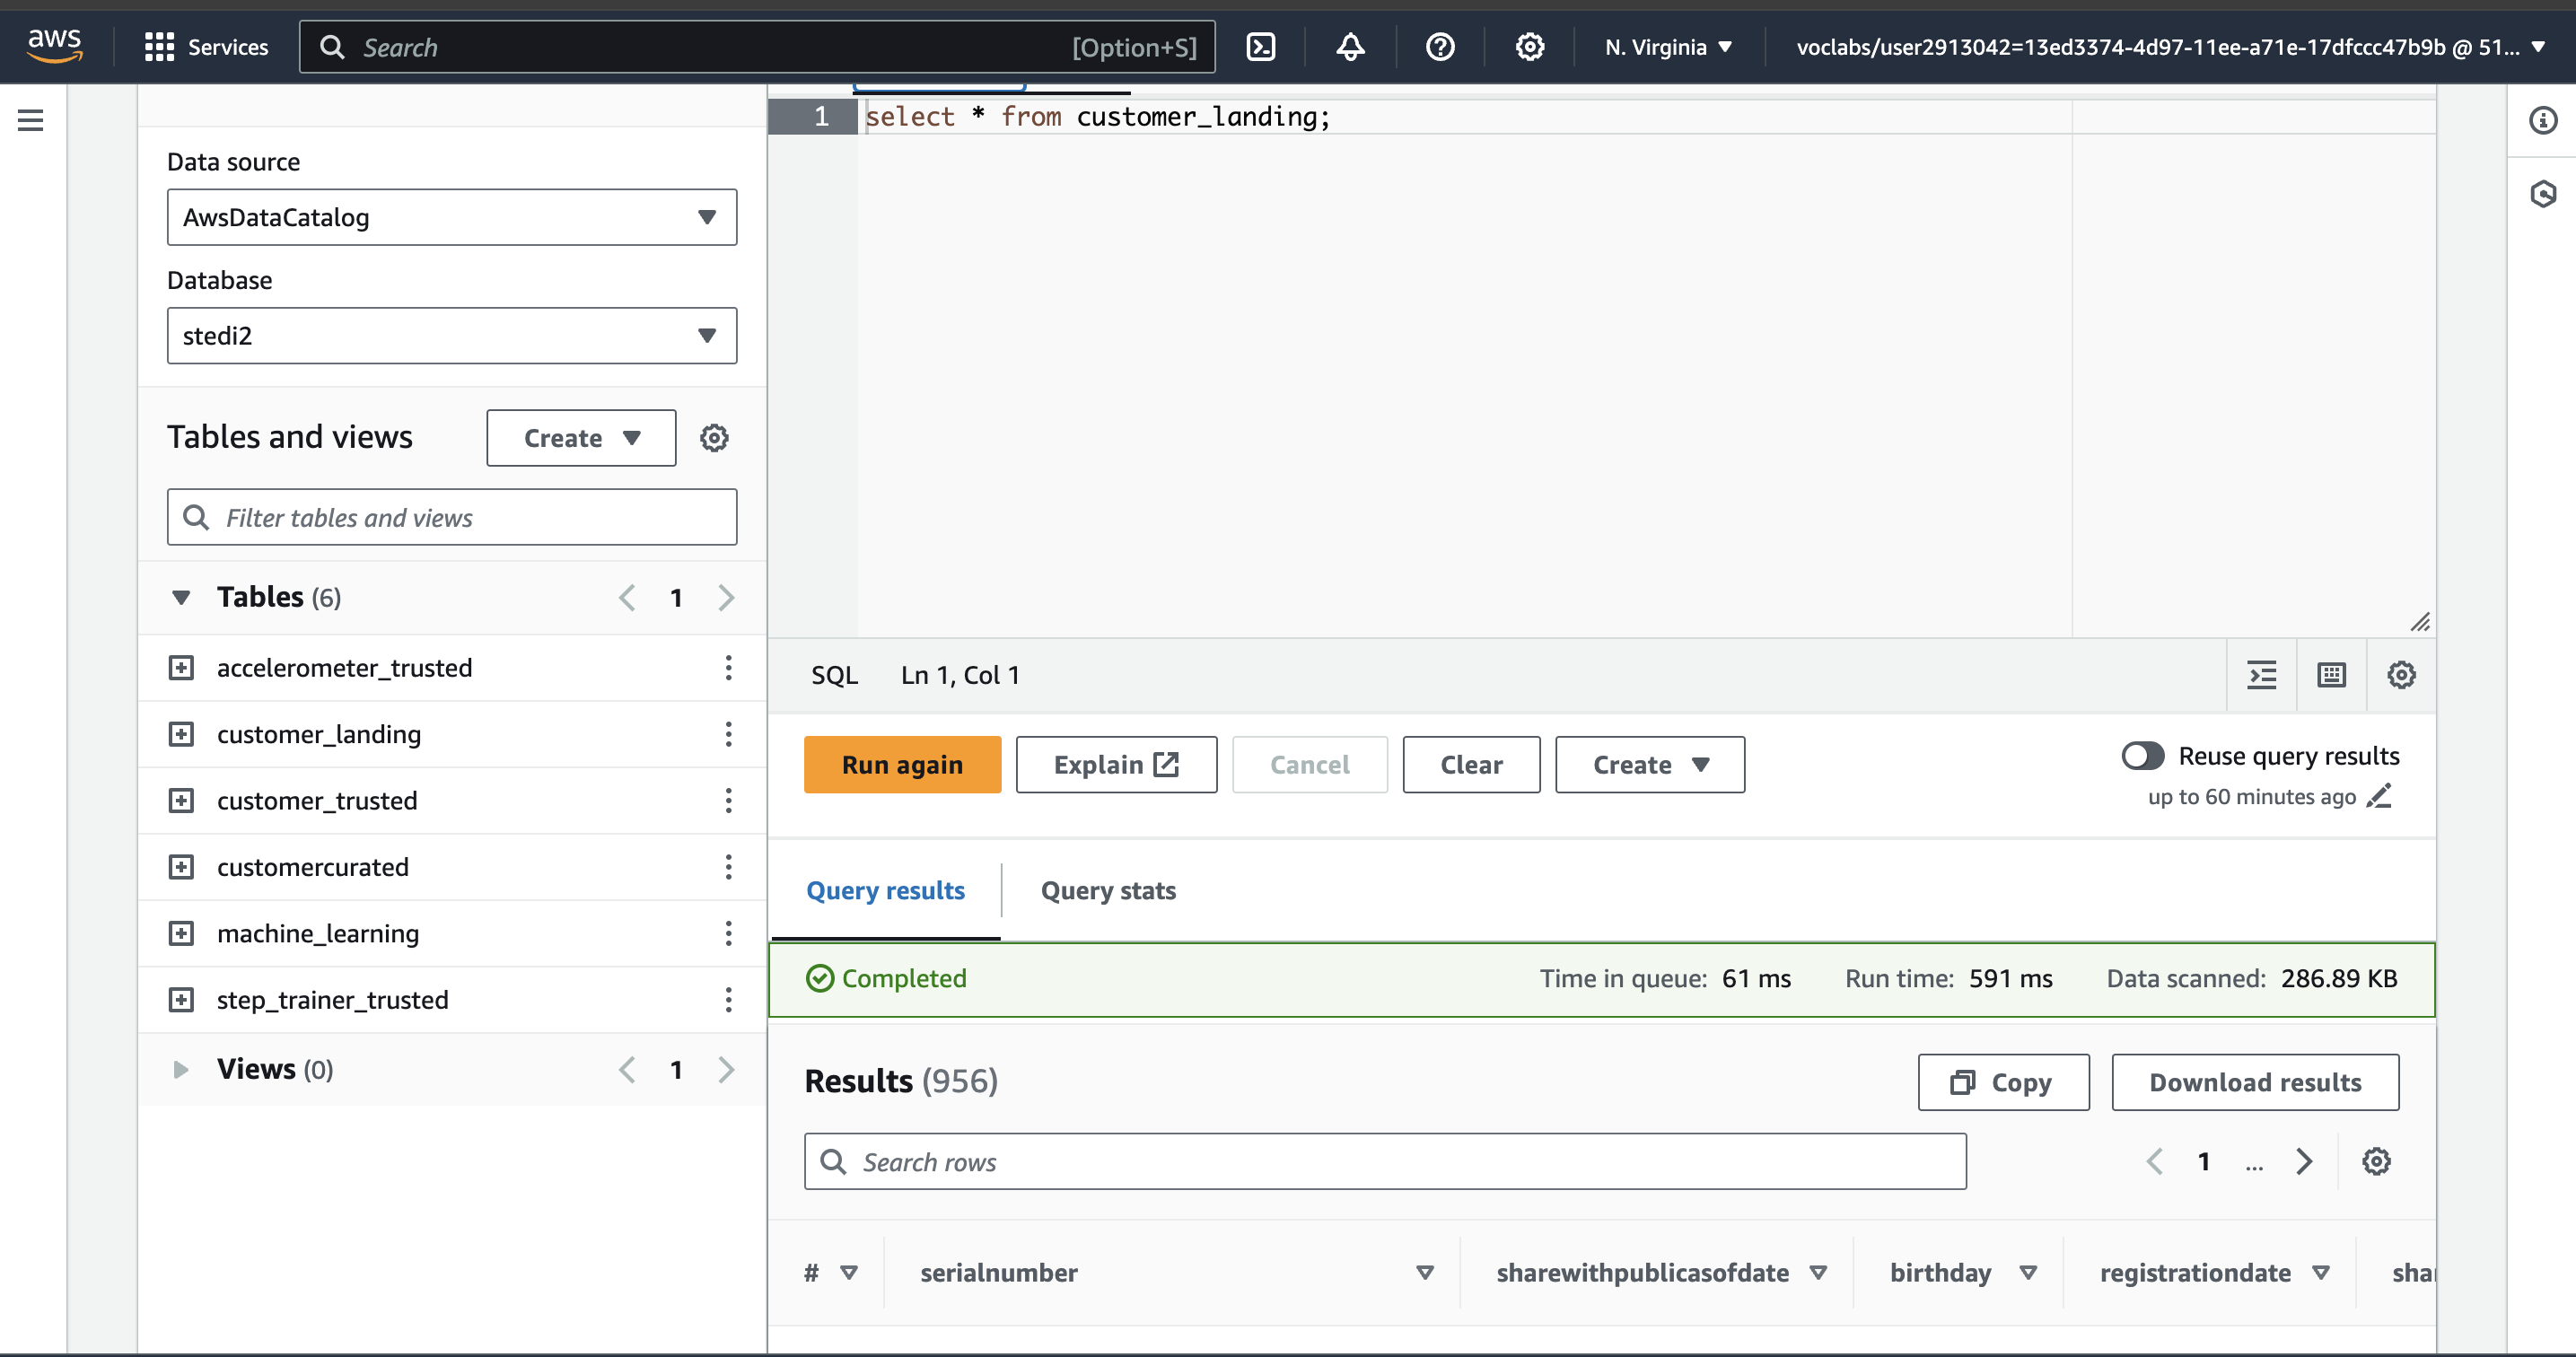 aws
Services
Search
[Option+S]
N. Virginia
voclabs/user2913042=13ed3374-4d97-11ee-a71e-17dfccc47b9b @ 51...
Data source
AwsDataCatalog
Database
stedi2
Tables and views
Create
Filter tables and views
Tables (6)
1
accelerometer_trusted
customer_landing
customer_trusted
customercurated
machine_learning
step_trainer_trusted
Views (0)
1
1
select * from customer_landing;
SQL
Ln 1, Col 1
Run again
Explain
Cancel
Clear
Create
Reuse query results
up to 60 minutes ago
Query results
Query stats
Completed
Time in queue: 61 ms
Run time: 591 ms
Data scanned: 286.89 KB
Results (956)
Copy
Download results
Search rows
1
...
#
serialnumber
sharewithpublicasofdate
birthday
registrationdate